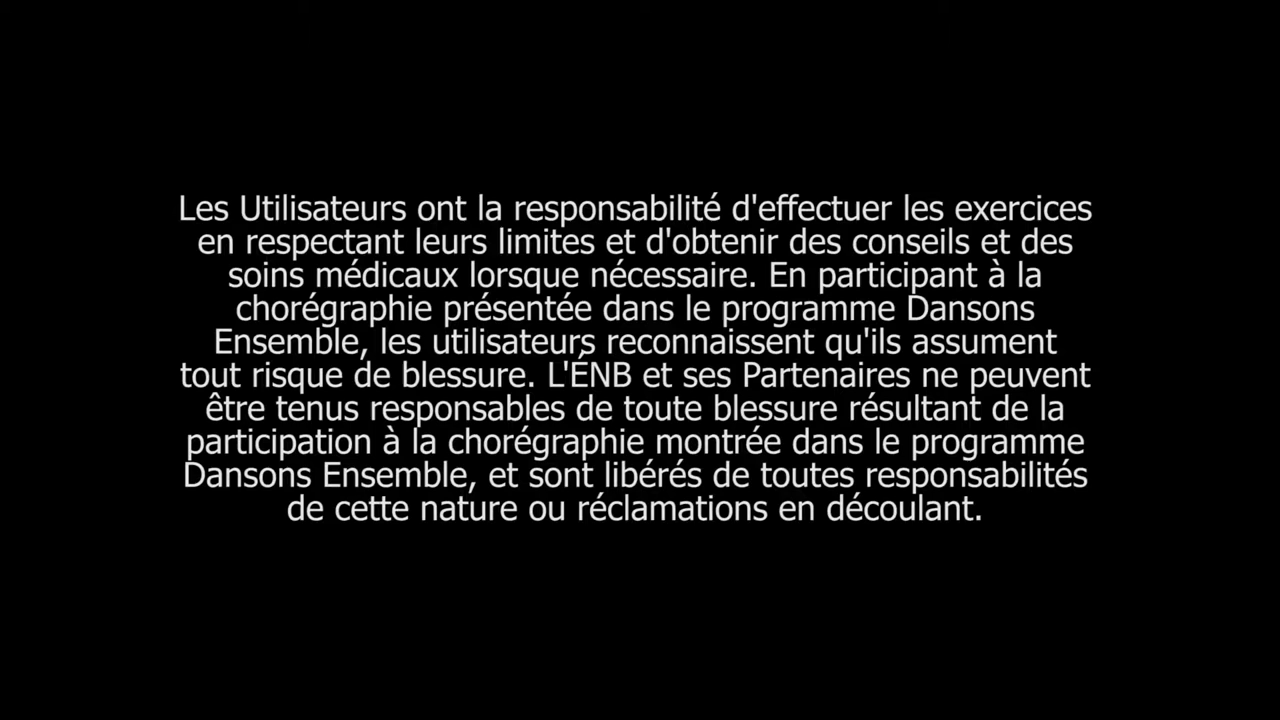 Les Utilisateurs ont la responsabilité d'effectuer les exercices
en respectant leurs limites et d'obtenir des conseils et des
soins médicaux lorsque nécessaire. En participant à la
chorégraphie présentée dans le programme Dansons
Ensemble, les utilisateurs reconnaissent qu'ils assument
tout risque de blessure. L'ÉNB et ses Partenaires ne peuvent
être tenus responsables de toute blessure résultant de la
participation à la chorégraphie montrée dans le programme
Dansons Ensemble, et sont libérés de toutes responsabilités
de cette nature ou réclamations en découlant.